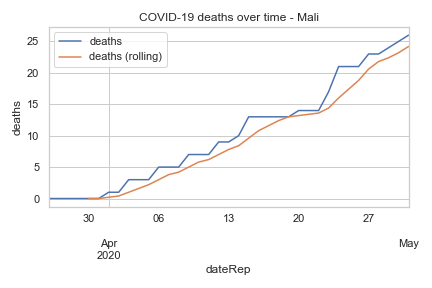 COVID-19 deaths over time - Mali
deaths
deaths (rolling)
deaths
25
20
15
10
5
0
30 06 13 20 27
Apr May
2020
dateRep